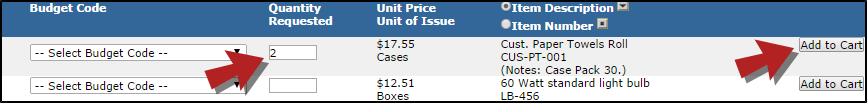 Budget Code Quantity Requested Unit Price Unit of Issue Item Description
Item Number
-- Select Budget Code -- 2 $17.55 Cust. Paper Towels Roll Add to Cart
Cases CUS-PT-001
(Notes: Case Pack 30.)
-- Select Budget Code -- $12.51 60 Watt standard light bulb Add to Cart
Boxes LB-456